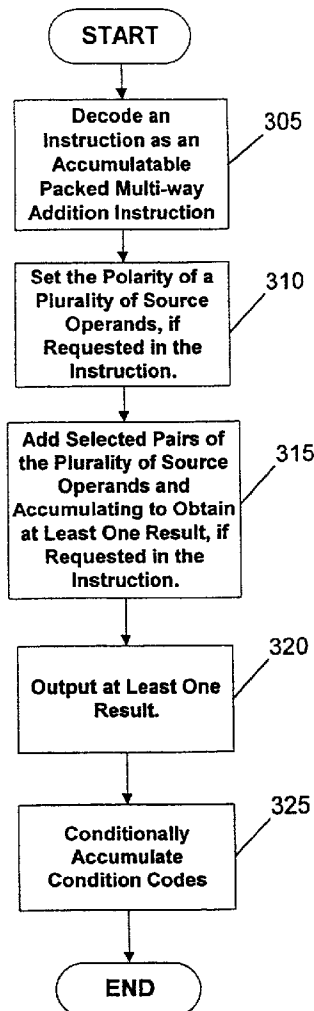 START
Decode an
Instruction as an
Accumulatable
Packed Multi-way
Addition Instruction
305
Set the Polarity of a
Plurality of Source
Operands, if
Requested in the
Instruction.
310
Add Selected Pairs of
the Plurality of Source
Operands and
Accumulating to Obtain
at Least One Result, if
Requested in the
Instruction.
315
Output at Least One
Result.
320
Conditionally
Accumulate
Condition Codes
325
END